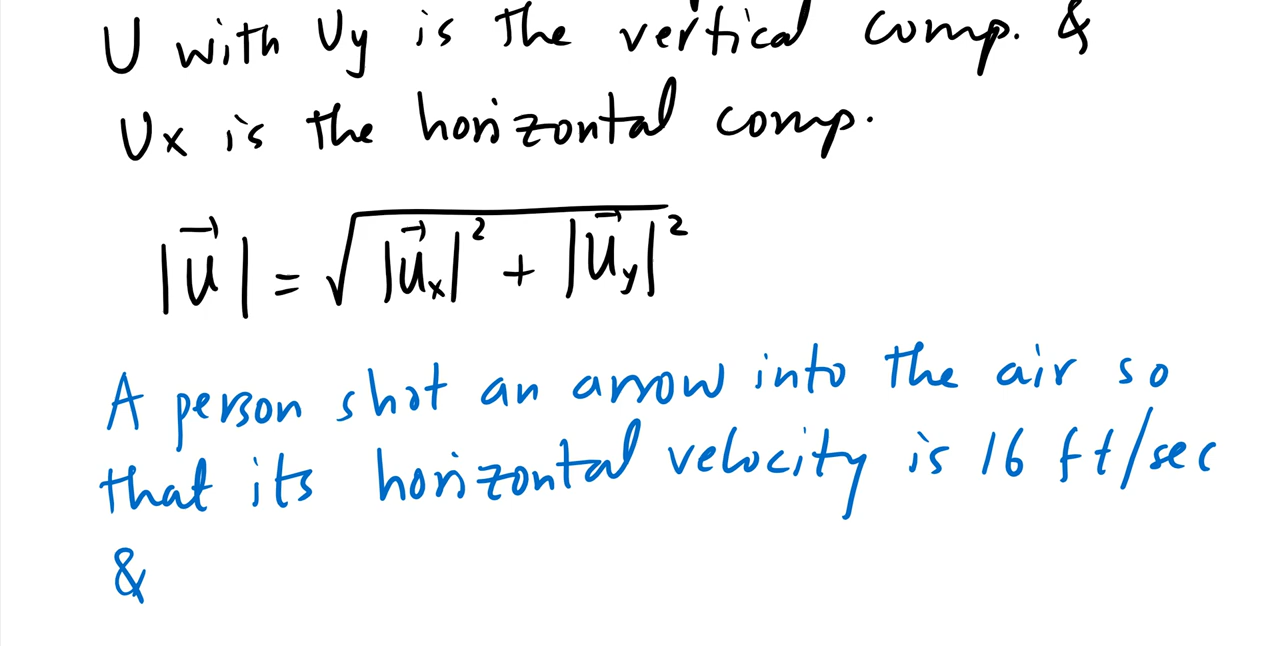 U with Uy is the vertical comp. &
Ux is the horizontal comp.
|u⃗| = √(|u⃗ₓ|² + |u⃗ᵧ|²)
A person shot an arrow into the air so
that its horizontal velocity is 16 ft/sec
&